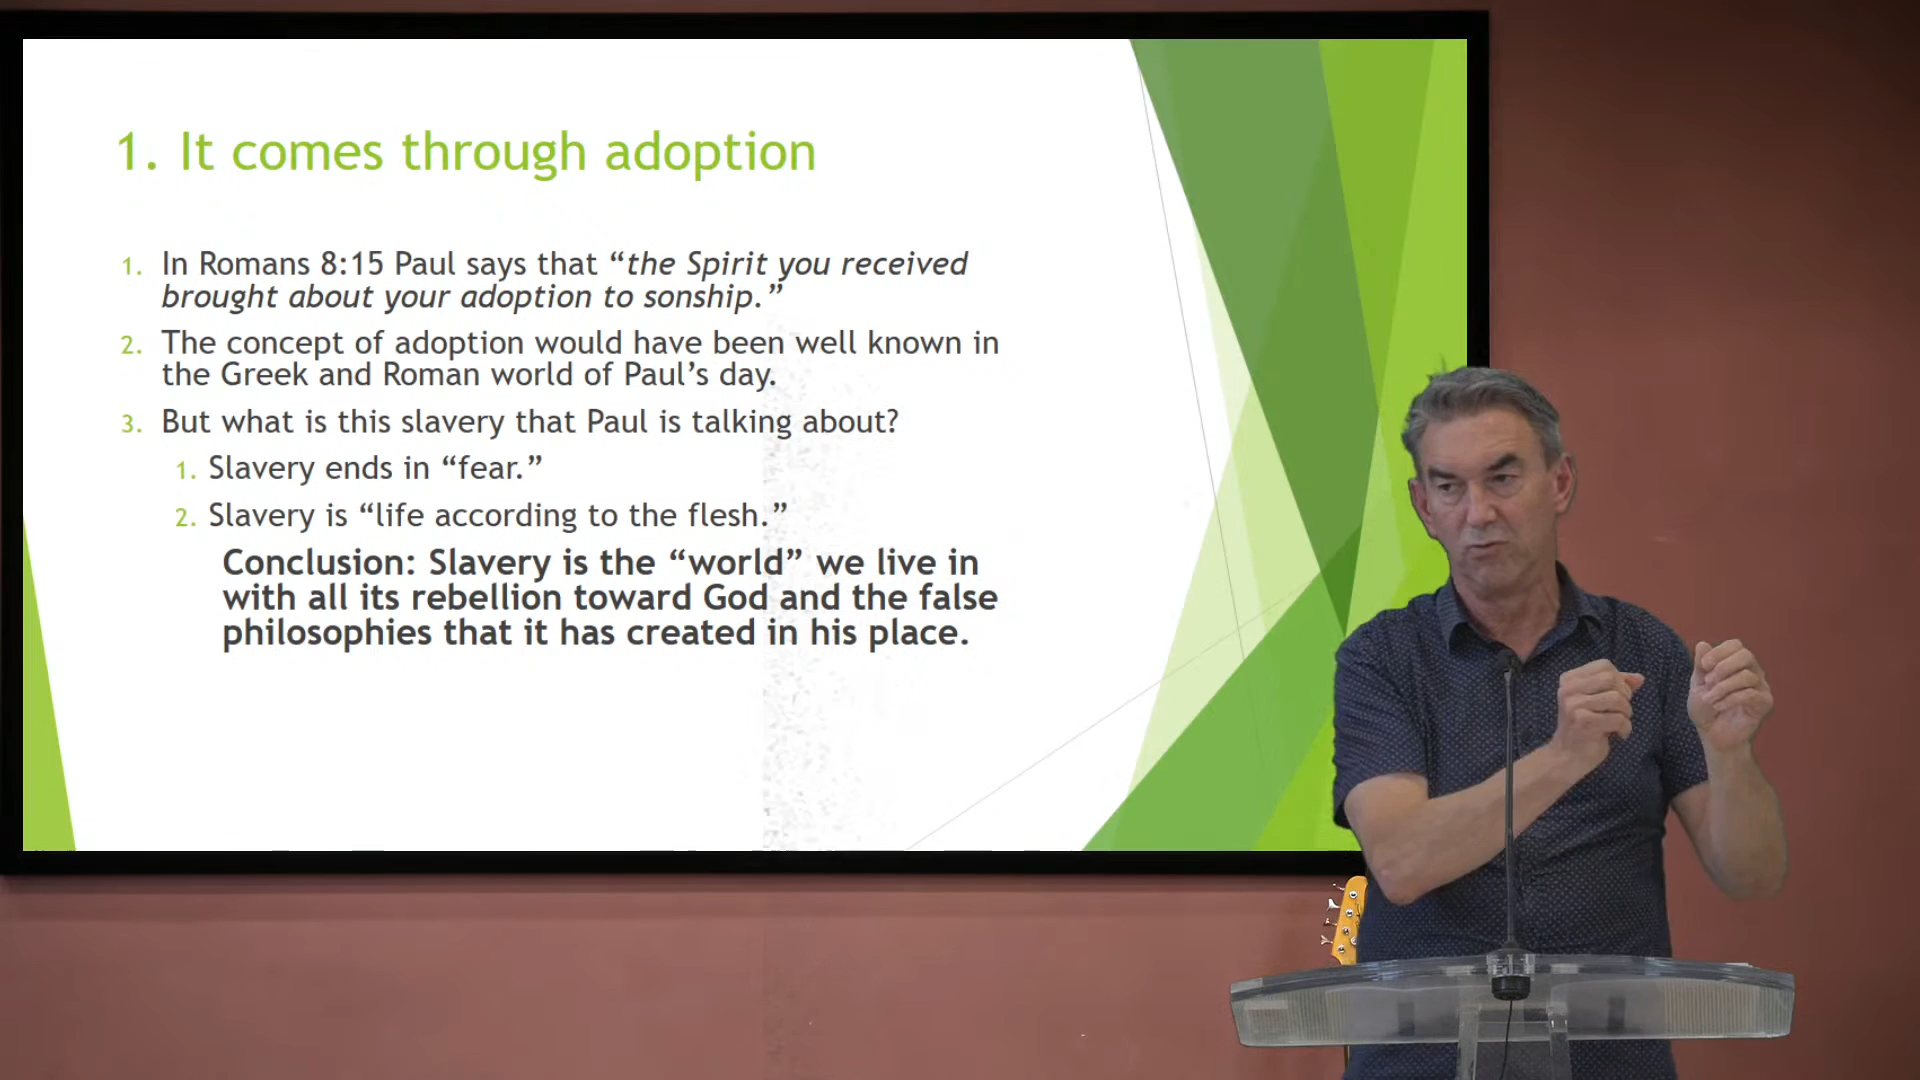 1. It comes through adoption
1. In Romans 8:15 Paul says that “the Spirit you received
brought about your adoption to sonship.”
2. The concept of adoption would have been well known in
the Greek and Roman world of Paul’s day.
3. But what is this slavery that Paul is talking about?
1. Slavery ends in “fear.”
2. Slavery is “life according to the flesh.”
Conclusion: Slavery is the “world” we live in
with all its rebellion toward God and the false
philosophies that it has created in his place.